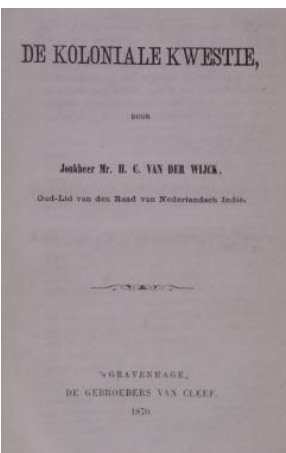 DE KOLONIALE KWESTIE,
DOOR
Jonkheer Mr. H. C. VAN DER WIJCK,
Oud-Lid van den Raad van Nederlandsch Indië.
'sGRAVENHAGE,
DE GEBROEDERS VAN CLEEF.
1870.